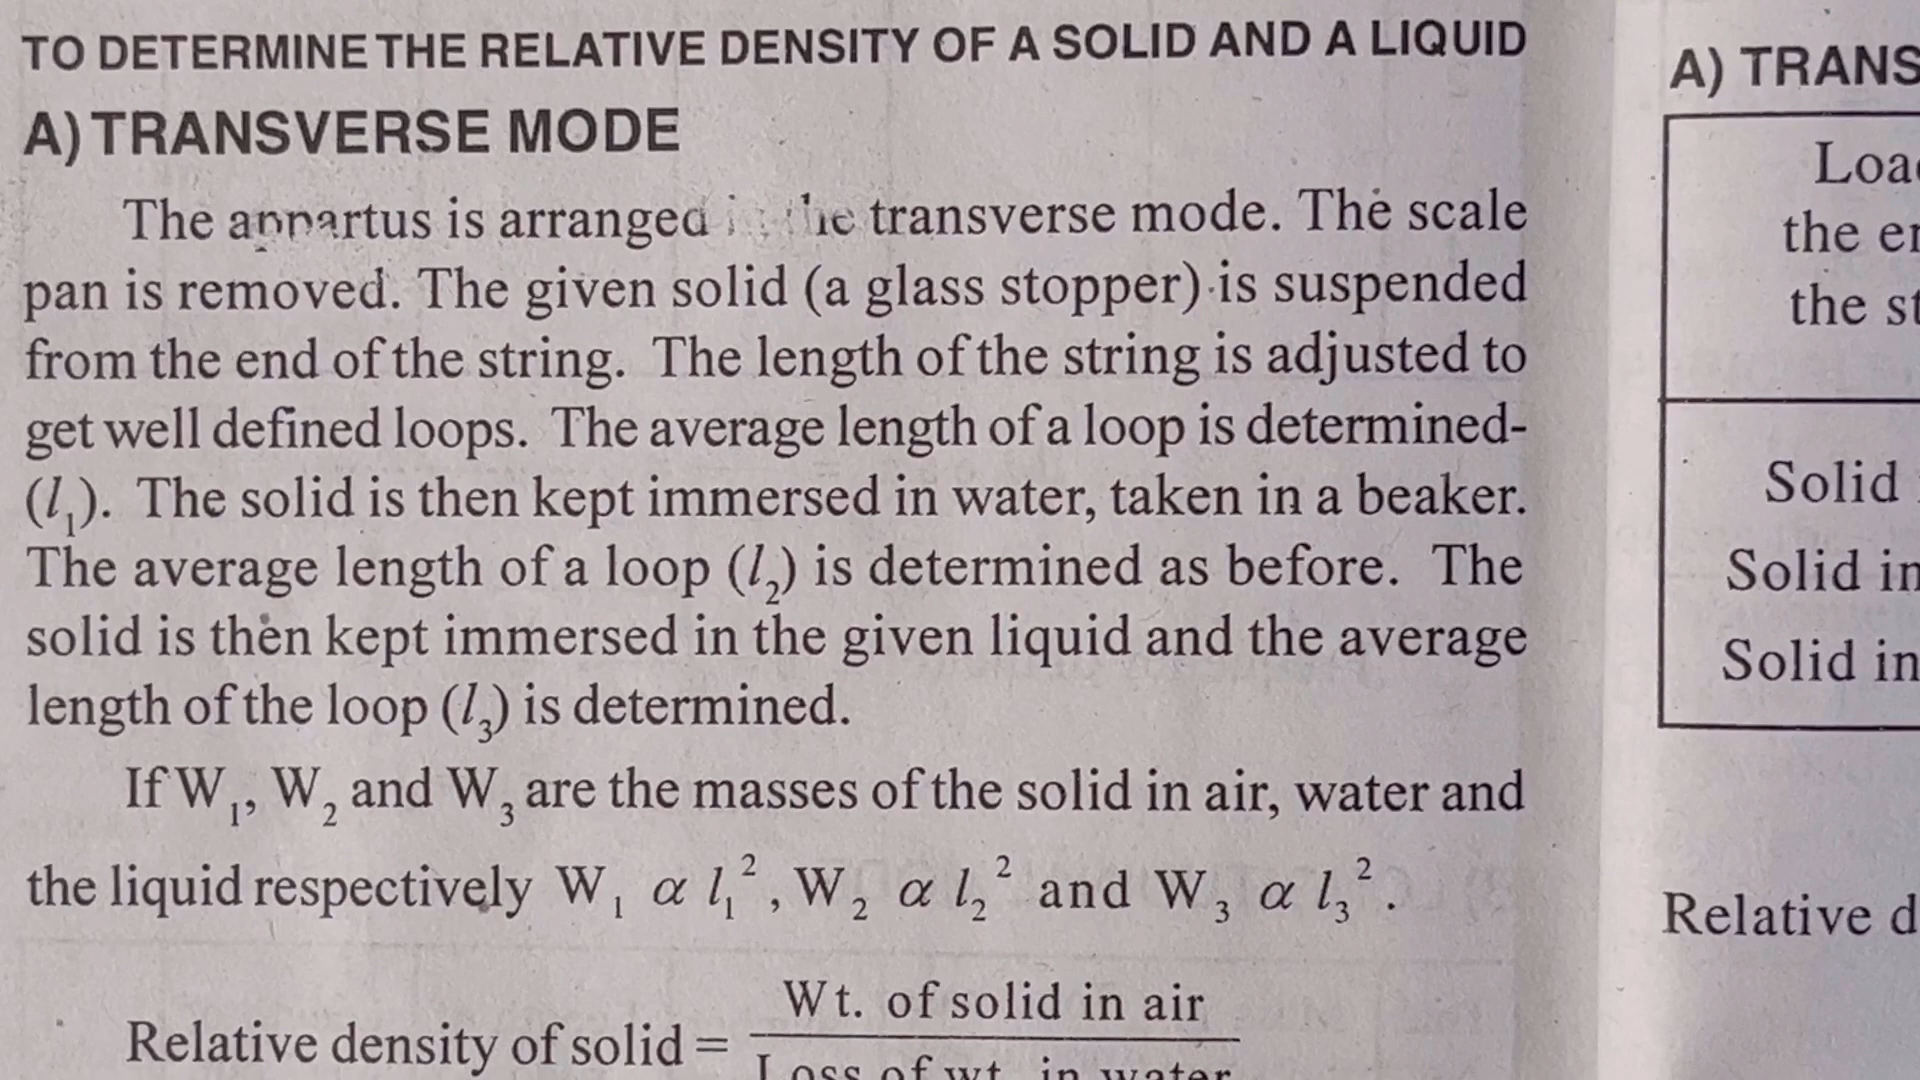 TO DETERMINE THE RELATIVE DENSITY OF A SOLID AND A LIQUID
A) TRANSVERSE MODE
The appartus is arranged the transverse mode. The scale
pan is removed. The given solid (a glass stopper) is suspended
from the end of the string. The length of the string is adjusted to
get well defined loops. The average length of a loop is determined-
(l₁). The solid is then kept immersed in water, taken in a beaker.
The average length of a loop (l₂) is determined as before. The
solid is then kept immersed in the given liquid and the average
length of the loop (l₃) is determined.
If W₁, W₂ and W₃ are the masses of the solid in air, water and
the liquid respectively W₁ α l₁², W₂ α l₂² and W₃ α l₃².
Relative density of solid = Wt. of solid in air
Loss of wt. in water
A) TRANS
Load
the
the
Solid
Solid in
Solid in
Relative d